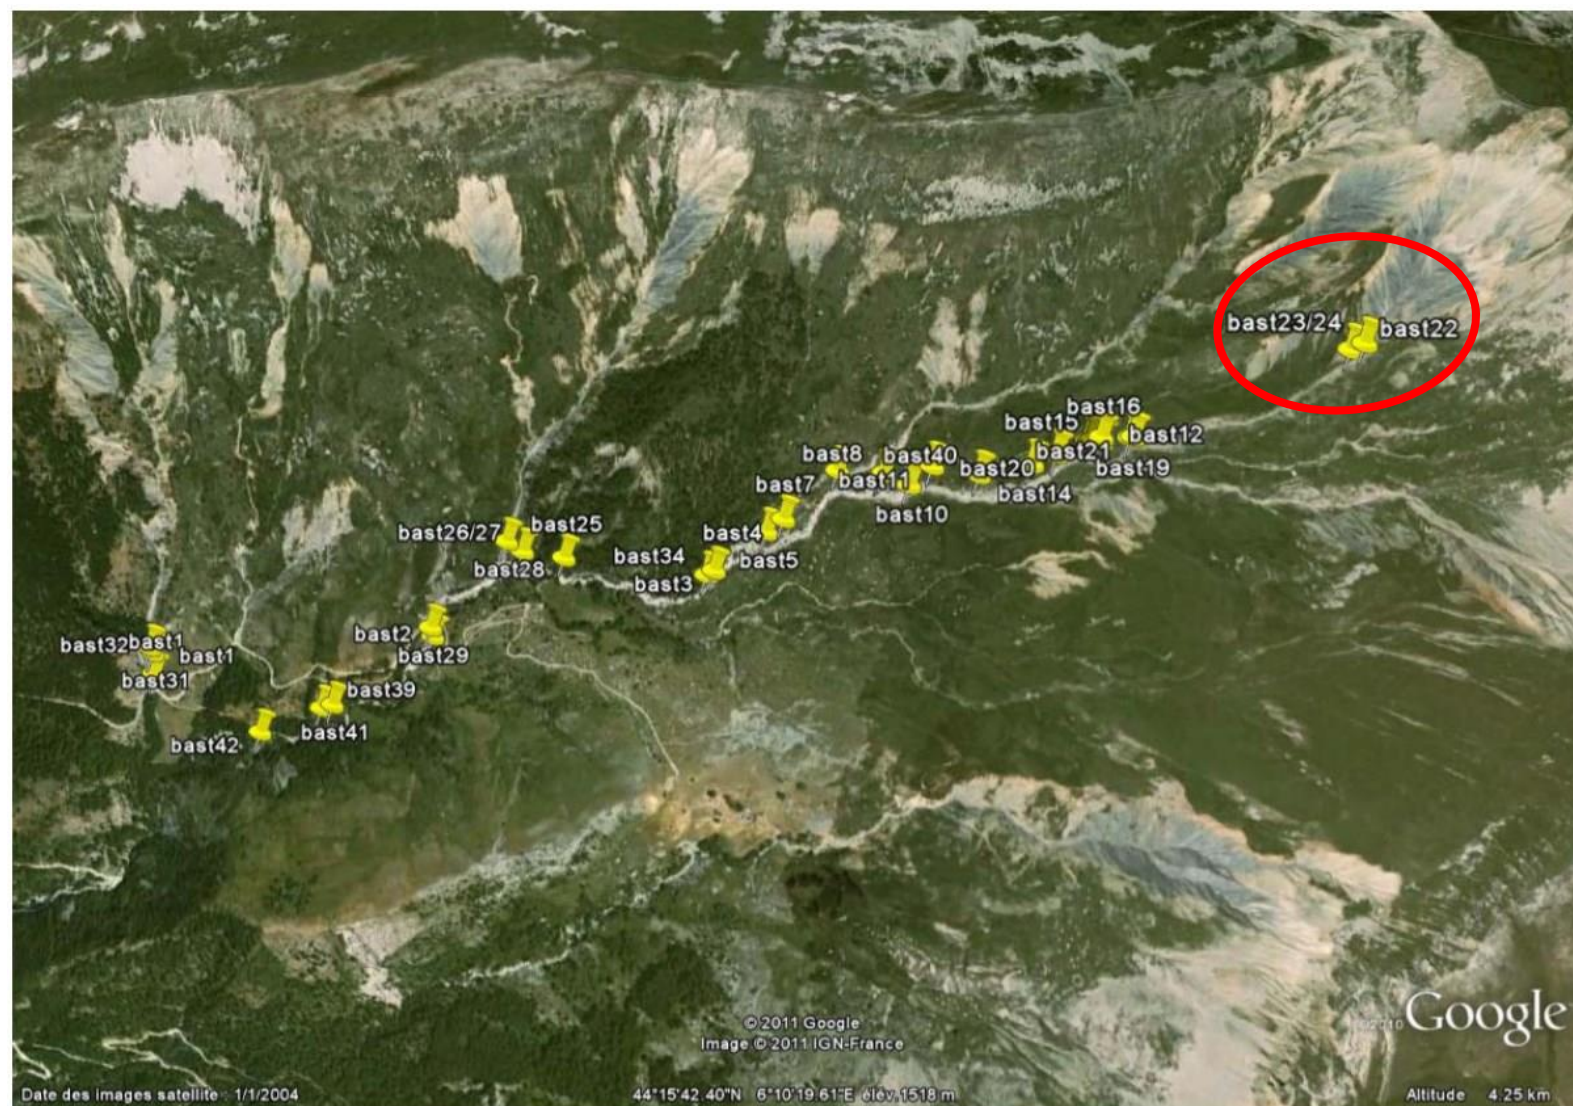 bast23/24
bast22
bast16
bast15
bast12
bast8
bast40
bast21
bast20
bast19
bast11
bast7
bast14
bast10
bast26/27
bast25
bast4
bast34
bast5
bast28
bast3
bast2
bast32
bast1
bast1
bast29
bast31
bast39
bast41
bast42
© 2011 Google
Image © 2011 IGN-France
Google
Date des images satellite : 1/1/2004
44°15'42.40"N 6°10'19.61"E élév. 1518 m
Altitude 4.25 km